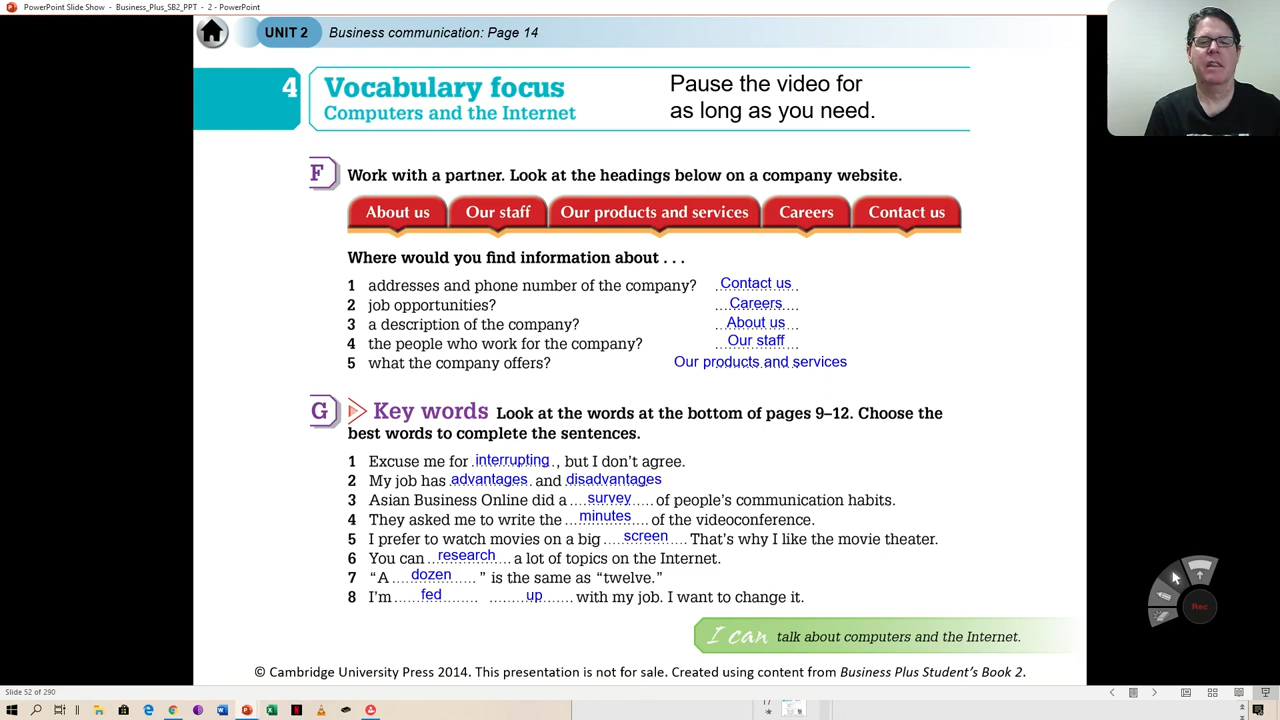 PowerPoint Slide Show - Business_Plus_SB2_PPT - 2 - PowerPoint
UNIT 2 Business communication: Page 14
4 Vocabulary focus
Computers and the Internet
Pause the video for
as long as you need.
F Work with a partner. Look at the headings below on a company website.
About us Our staff Our products and services Careers Contact us
Where would you find information about . . .
1 addresses and phone number of the company? Contact us
2 job opportunities? Careers
3 a description of the company? About us
4 the people who work for the company? Our staff
5 what the company offers? Our products and services
G Key words Look at the words at the bottom of pages 9–12. Choose the
best words to complete the sentences.
1 Excuse me for interrupting, but I don't agree.
2 My job has advantages and disadvantages
3 Asian Business Online did a survey of people's communication habits.
4 They asked me to write the minutes of the videoconference.
5 I prefer to watch movies on a big screen. That's why I like the movie theater.
6 You can research a lot of topics on the Internet.
7 "A dozen" is the same as "twelve."
8 I'm fed up with my job. I want to change it.
I can talk about computers and the Internet.
© Cambridge University Press 2014. This presentation is not for sale. Created using content from Business Plus Student's Book 2.
Rec
Slide 52 of 290